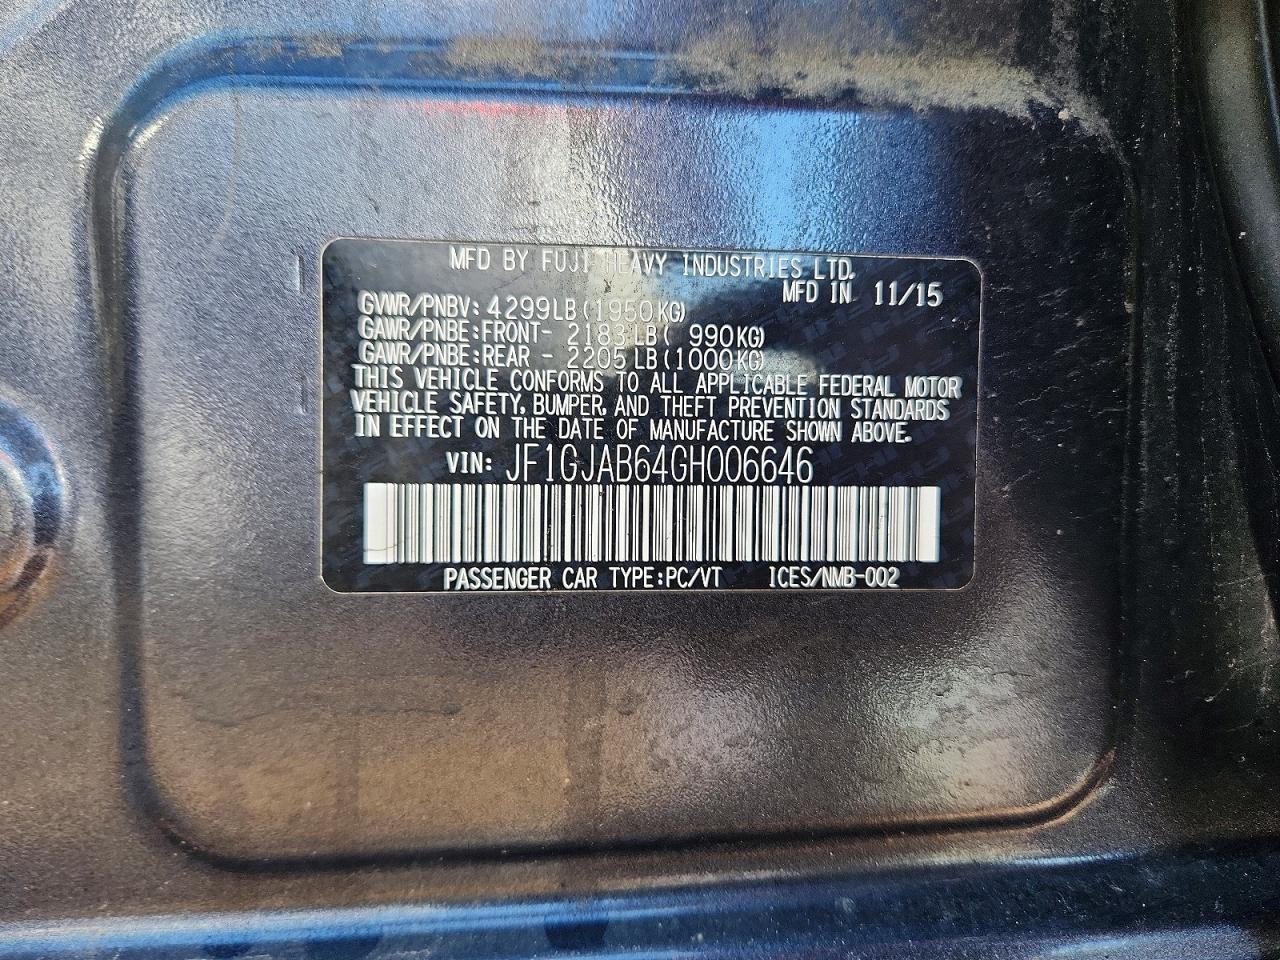 MFD BY FUJI HEAVY INDUSTRIES LTD.
MFD IN 11/15
GVWR/PNBV: 4299LB (1950KG)
GAWR/PNBE:FRONT- 2183LB( 990KG)
GAWR/PNBE:REAR - 2205LB(1000KG)
THIS VEHICLE CONFORMS TO ALL APPLICABLE FEDERAL MOTOR
VEHICLE SAFETY, BUMPER, AND THEFT PREVENTION STANDARDS
IN EFFECT ON THE DATE OF MANUFACTURE SHOWN ABOVE.
VIN: JF1GJAB64GH006646
PASSENGER CAR TYPE:PC/VT ICES/NMB-002